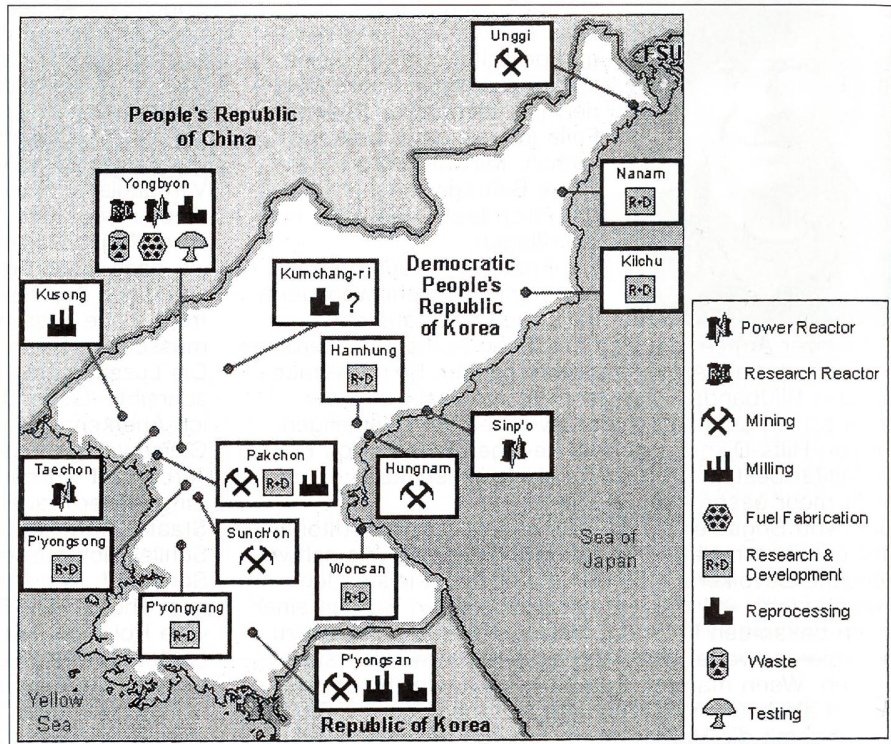 Unggi
FSU
People's Republic
of China
Yongbyon
Nanam
R+D
Kumchang-ri
?
Democratic
People's
Republic
of Korea
Kilchu
R+D
Kusong
Hamhung
R+D
Sinp'o
Taechon
Pakchon
R+D
Hungnam
P'yongsong
R+D
Sunch'on
Wonsan
R+D
Sea of
Japan
P'yongyang
R+D
P'yongsan
Yellow
Sea
Republic of Korea
Power Reactor
Research Reactor
Mining
Milling
Fuel Fabrication
R+D
Research &
Development
Reprocessing
Waste
Testing